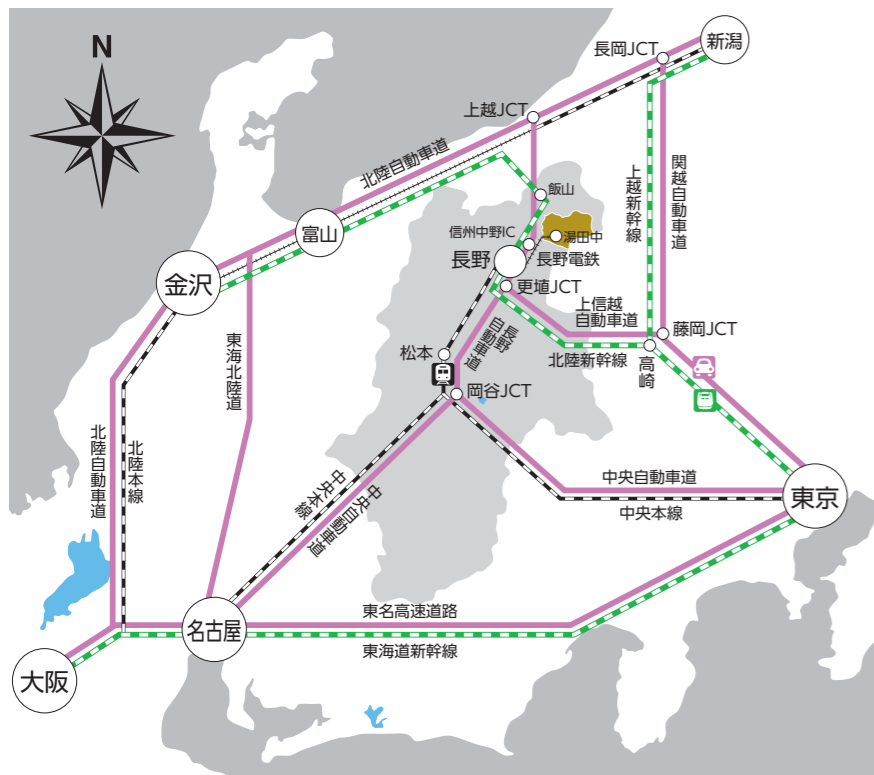 N
新潟
長岡JCT
上越JCT
北陸自動車道
上越新幹線
関越自動車道
飯山
富山
信州中野IC
湯田中
長野
長野電鉄
金沢
更埴JCT
上信越
自動車道
藤岡JCT
長野
自動車道
北陸新幹線
高崎
東海北陸道
松本
岡谷JCT
北陸自動車道
北陸本線
中央本線
中央自動車道
中央自動車道
中央本線
東京
東名高速道路
名古屋
東海道新幹線
大阪